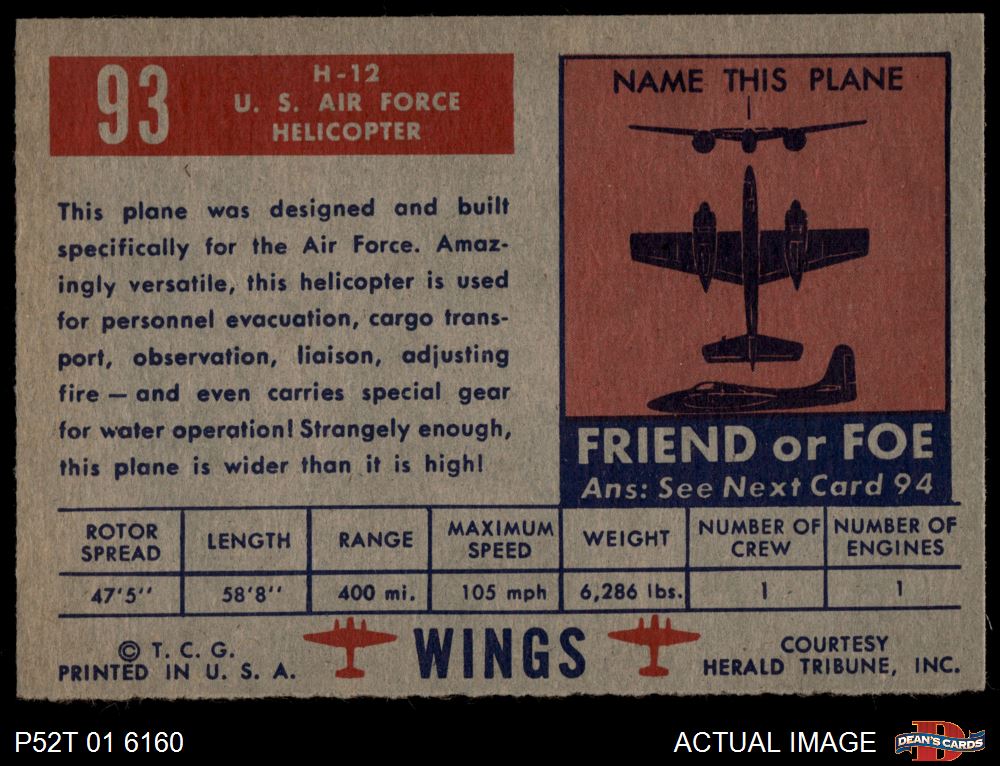 93
H-12
U. S. AIR FORCE
HELICOPTER
This plane was designed and built
specifically for the Air Force. Amaz-
ingly versatile, this helicopter is used
for personnel evacuation, cargo trans-
port, observation, liaison, adjusting
fire — and even carries special gear
for water operation! Strangely enough,
this plane is wider than it is high!
NAME THIS PLANE
FRIEND or FOE
Ans: See Next Card 94
ROTOR SPREAD LENGTH RANGE MAXIMUM SPEED WEIGHT NUMBER OF CREW NUMBER OF ENGINES
47'5" 58'8" 400 mi. 105 mph 6,286 lbs. 1 1
© T. C. G.
PRINTED IN U. S. A.
WINGS
COURTESY
HERALD TRIBUNE, INC.
P52T 01 6160
ACTUAL IMAGE
D
DEAN'S CARDS